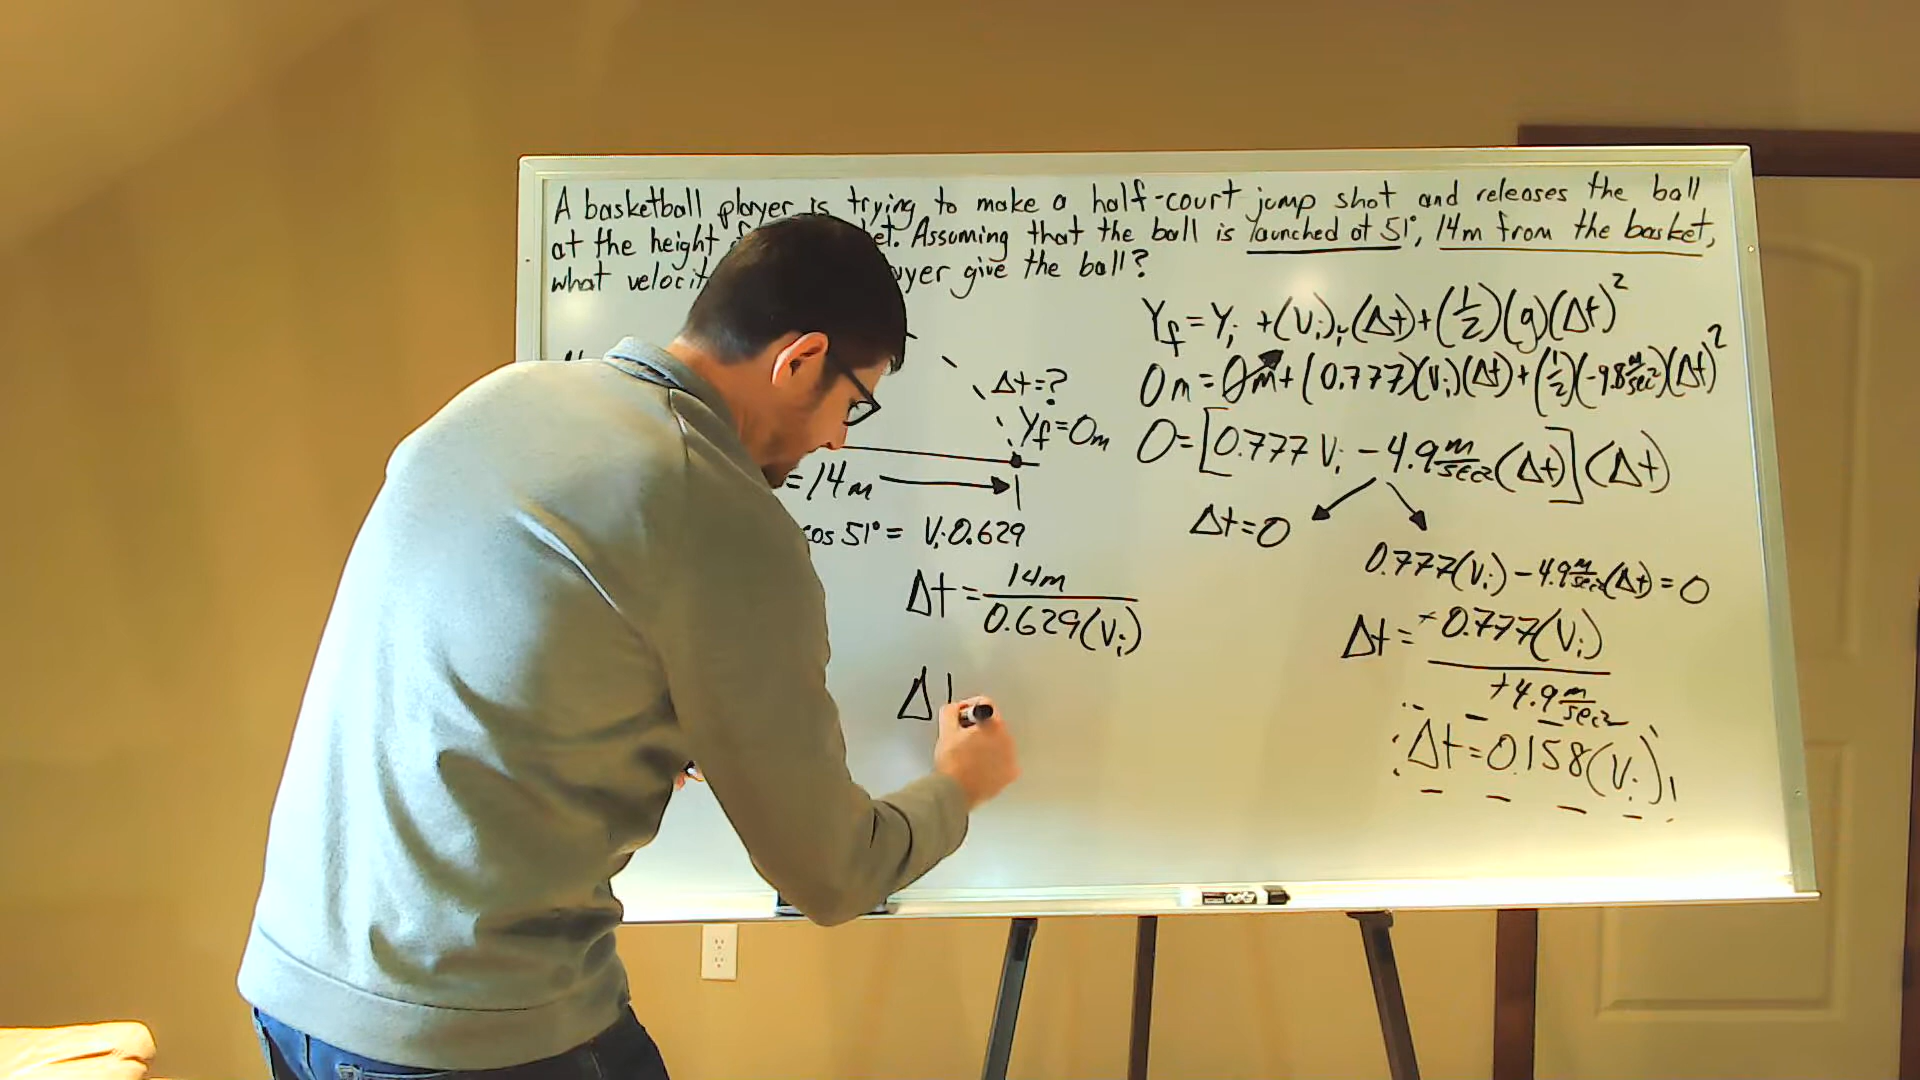 A basketball player is trying to make a half-court jump shot and releases the ball
at the height Assuming that the ball is launched at 51°, 14m from the basket,
what give the ball?
Δt=?
Yf=0m
=14m
cos 51° = Vi 0.629
Δt = 14m / 0.629(Vi)
Δ
Yf = Yi + (Vi)y(Δt) + (1/2)(g)(Δt)²
0m = 0m + (0.777)(Vi)(Δt) + (1/2)(-9.8 m/sec²)(Δt)²
0 = [0.777 Vi - 4.9 m/sec² (Δt)](Δt)
Δt=0
0.777(Vi) - 4.9 m/sec² (Δt) = 0
Δt = +0.777(Vi) / +4.9 m/sec²
Δt = 0.158(Vi)
EXPO